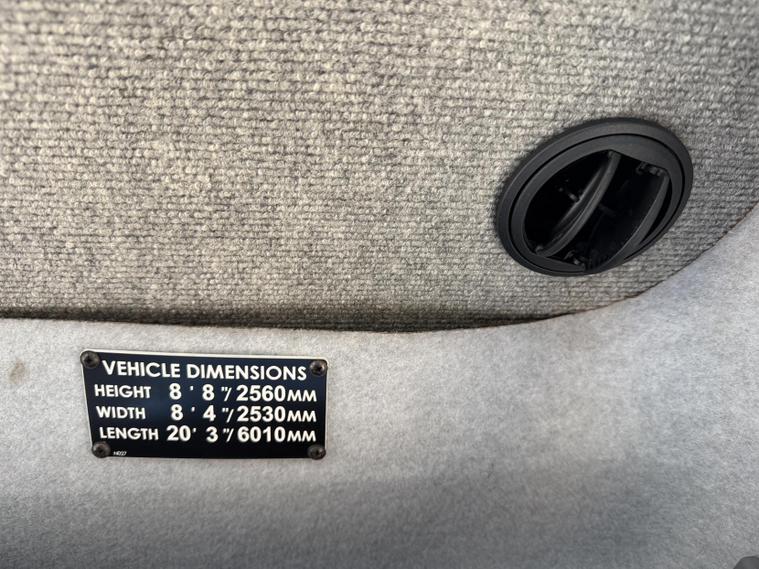 VEHICLE DIMENSIONS
HEIGHT 8 ' 8 "/ 2560MM
WIDTH 8 ' 4 "/ 2530MM
LENGTH 20 ' 3 "/ 6010MM